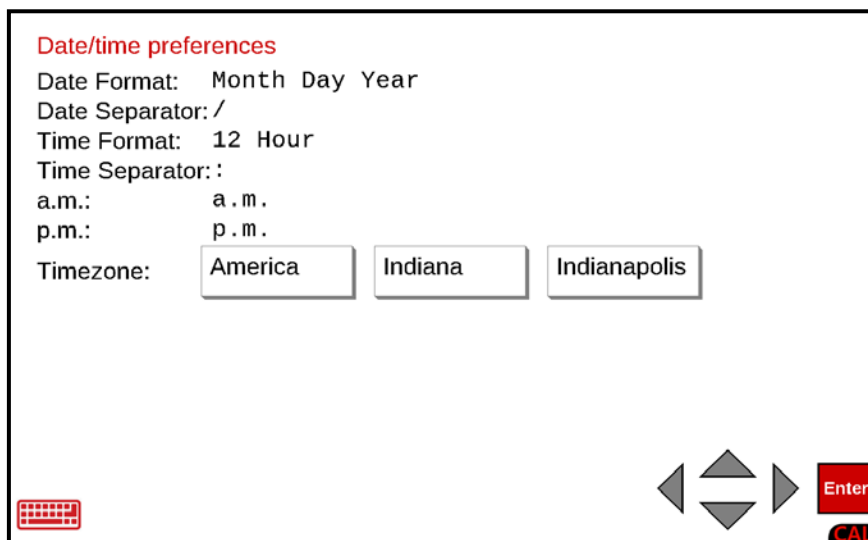 Date/time preferences
Date Format: Month Day Year
Date Separator: /
Time Format: 12 Hour
Time Separator: :
a.m.: a.m.
p.m.: p.m.
Timezone: America Indiana Indianapolis
Enter